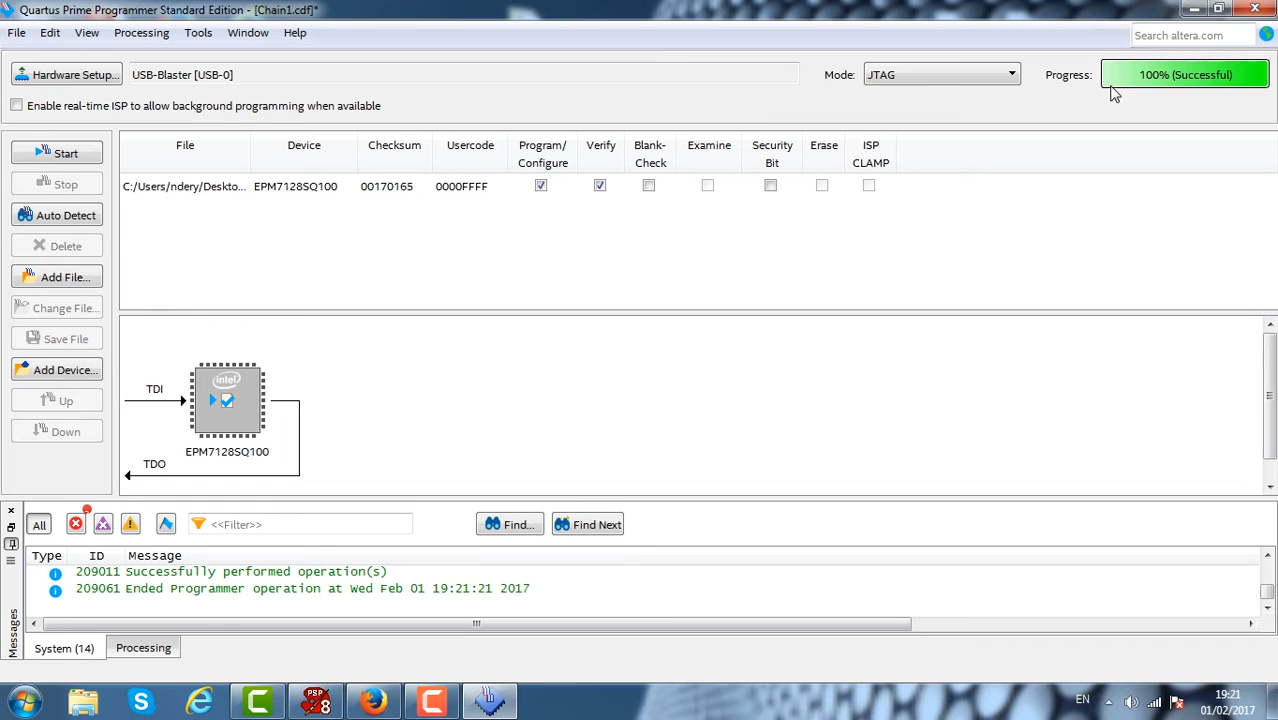 Quartus Prime Programmer Standard Edition - [Chain1.cdf]*
File Edit View Processing Tools Window Help
Search altera.com
Hardware Setup... USB-Blaster [USB-0] Mode: JTAG Progress: 100% (Successful)
Enable real-time ISP to allow background programming when available
Start
Stop
Auto Detect
Delete
Add File...
Change File...
Save File
Add Device...
Up
Down
File Device Checksum Usercode Program/ Verify Blank- Examine Security Erase ISP
Configure Check Bit CLAMP
C:/Users/ndery/Deskto... EPM7128SQ100 00170165 0000FFFF
TDI
intel
EPM7128SQ100
TDO
All <<Filter>> Find... Find Next
Type ID Message
209011 Successfully performed operation(s)
209061 Ended Programmer operation at Wed Feb 01 19:21:21 2017
Messages
System (14) Processing
PSP 8
EN
19:21
01/02/2017